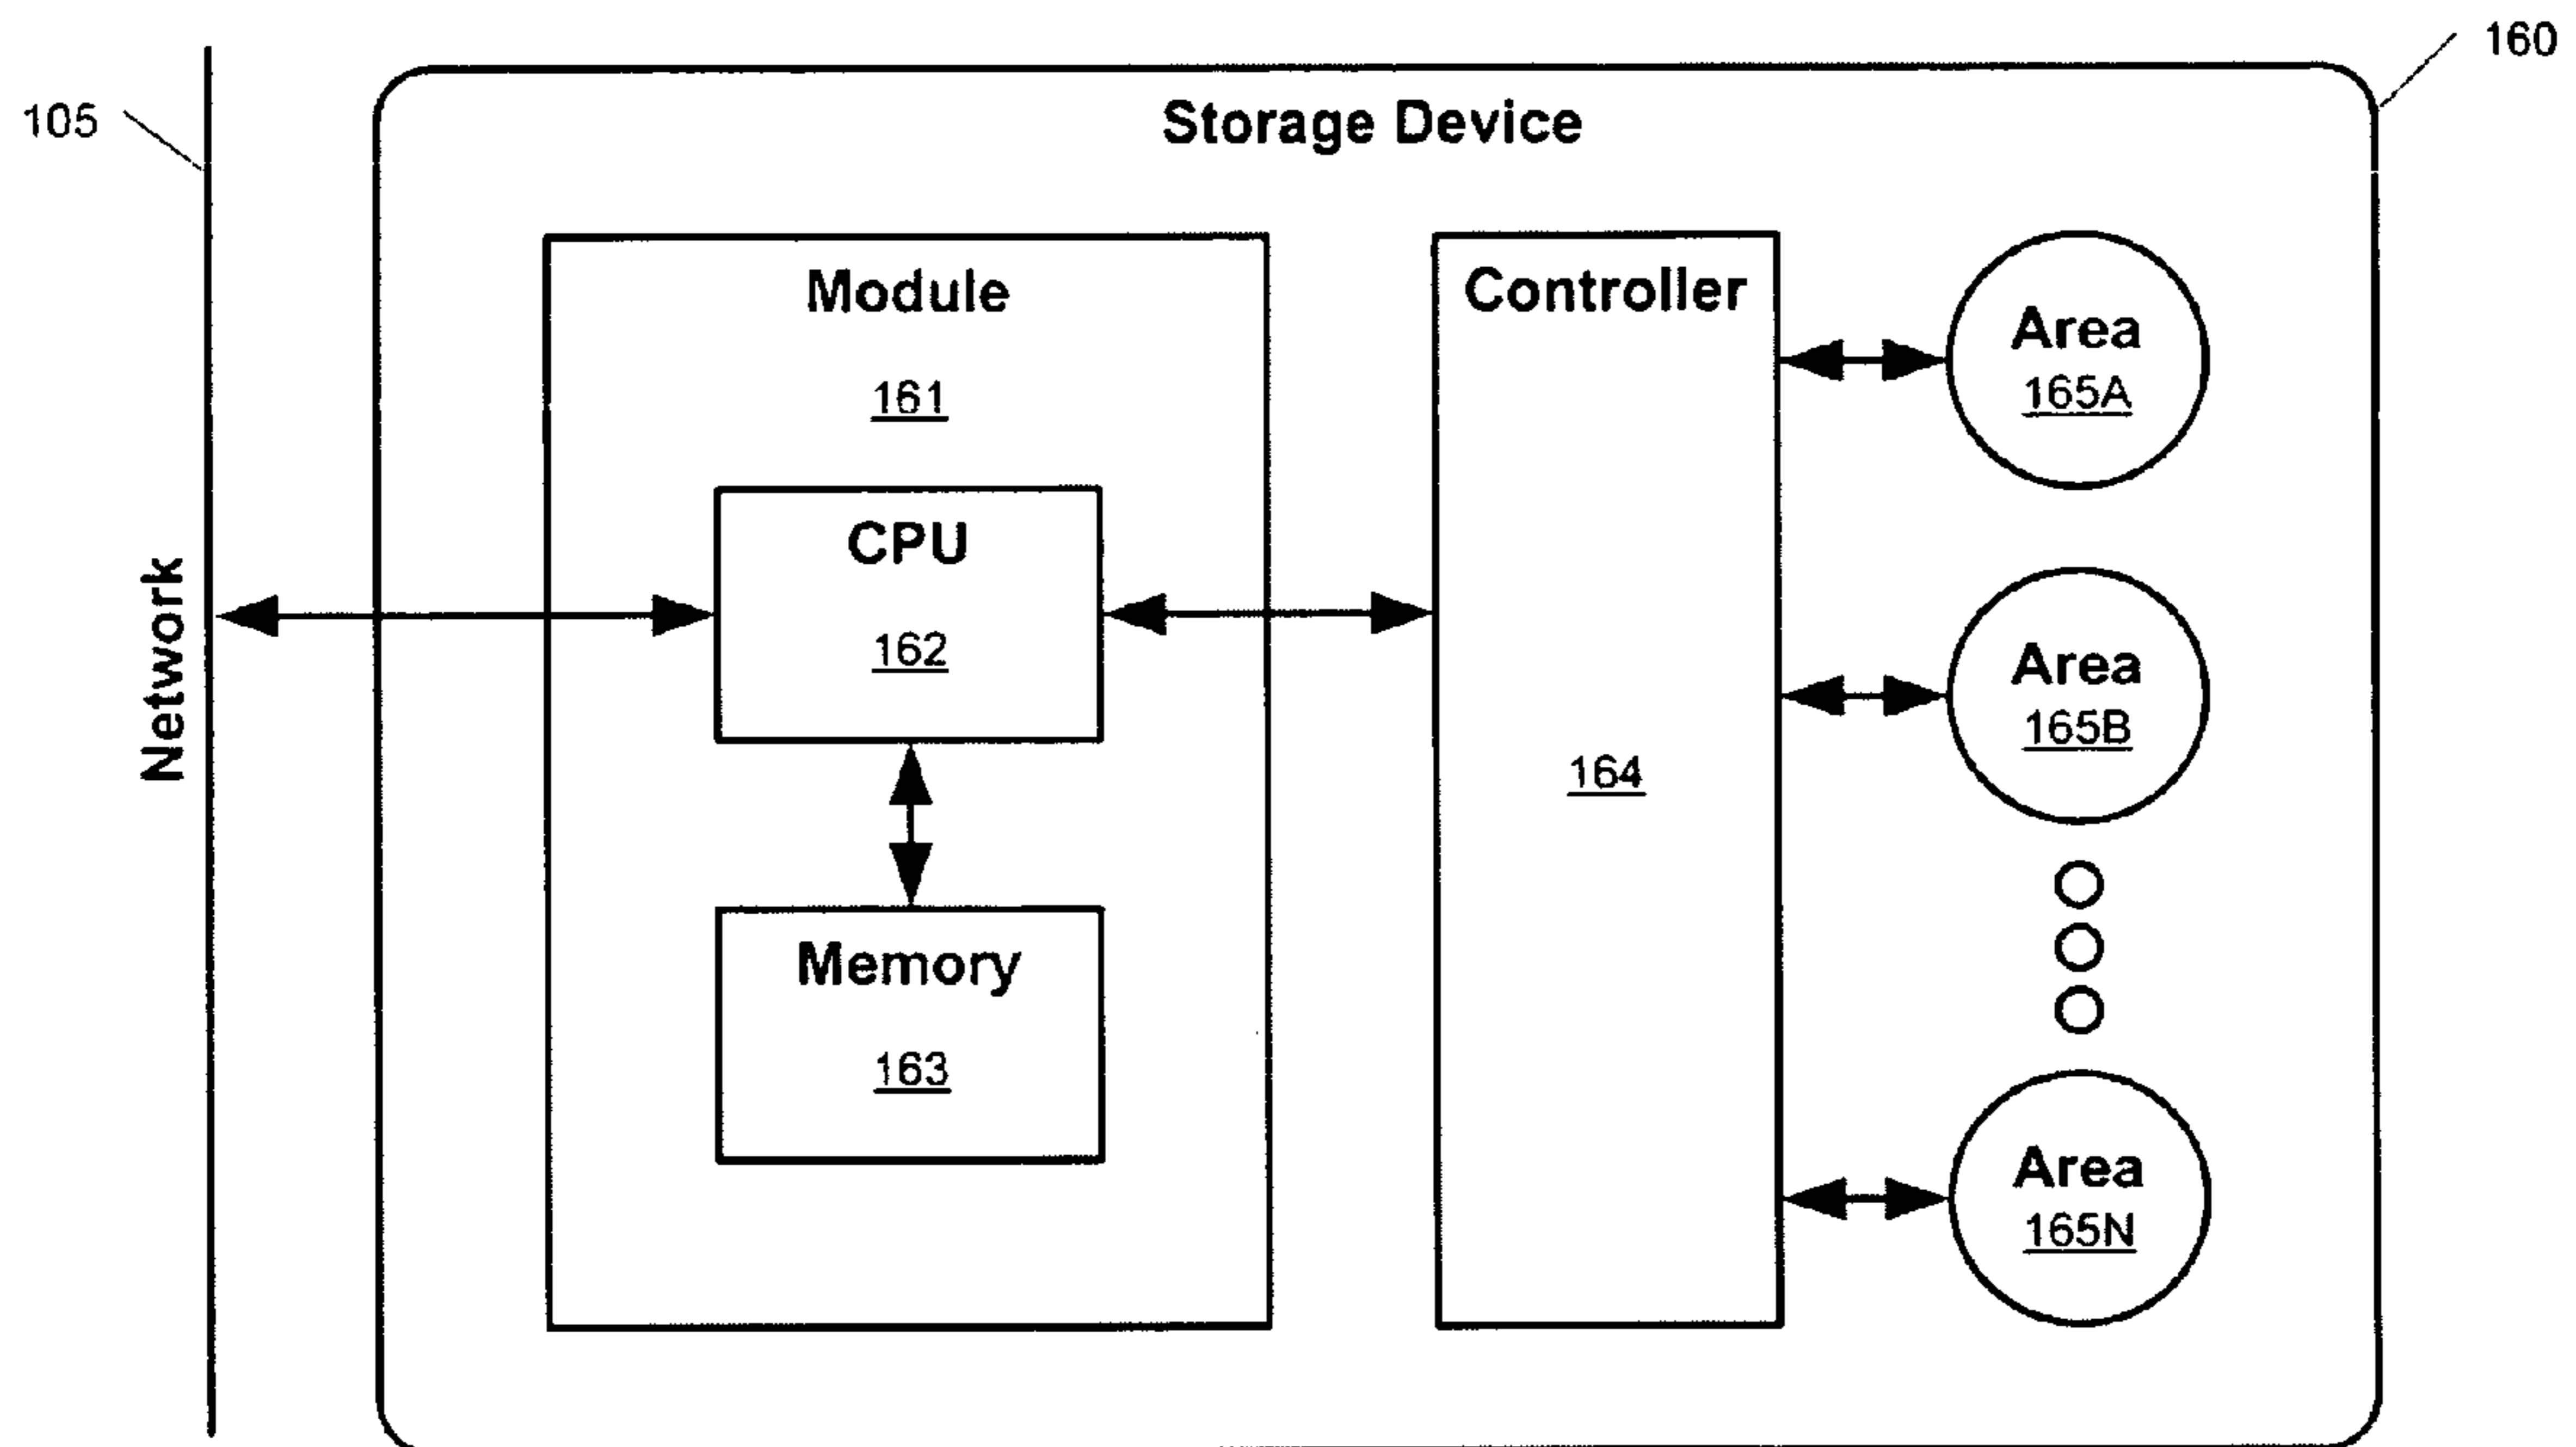 160
105
Storage Device
Module
161
Controller
Area
165A
CPU
162
Network
Area
165B
164
Memory
163
Area
165N